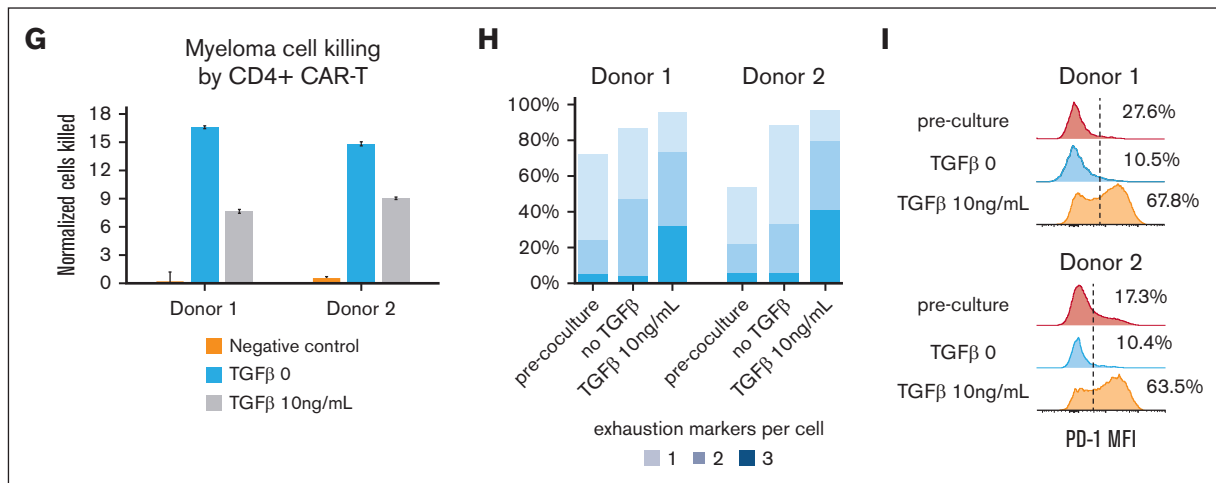 G
Myeloma cell killing
by CD4+ CAR-T
Normalized cells killed
18
15
12
9
6
3
0
Donor 1
Donor 2
Negative control
TGFβ 0
TGFβ 10ng/mL
H
Donor 1
Donor 2
100%
80%
60%
40%
20%
0%
pre-coculture
no TGFβ
TGFβ 10ng/mL
pre-coculture
no TGFβ
TGFβ 10ng/mL
exhaustion markers per cell
1
2
3
I
Donor 1
pre-culture
27.6%
TGFβ 0
10.5%
TGFβ 10ng/mL
67.8%
Donor 2
pre-culture
17.3%
TGFβ 0
10.4%
TGFβ 10ng/mL
63.5%
PD-1 MFI